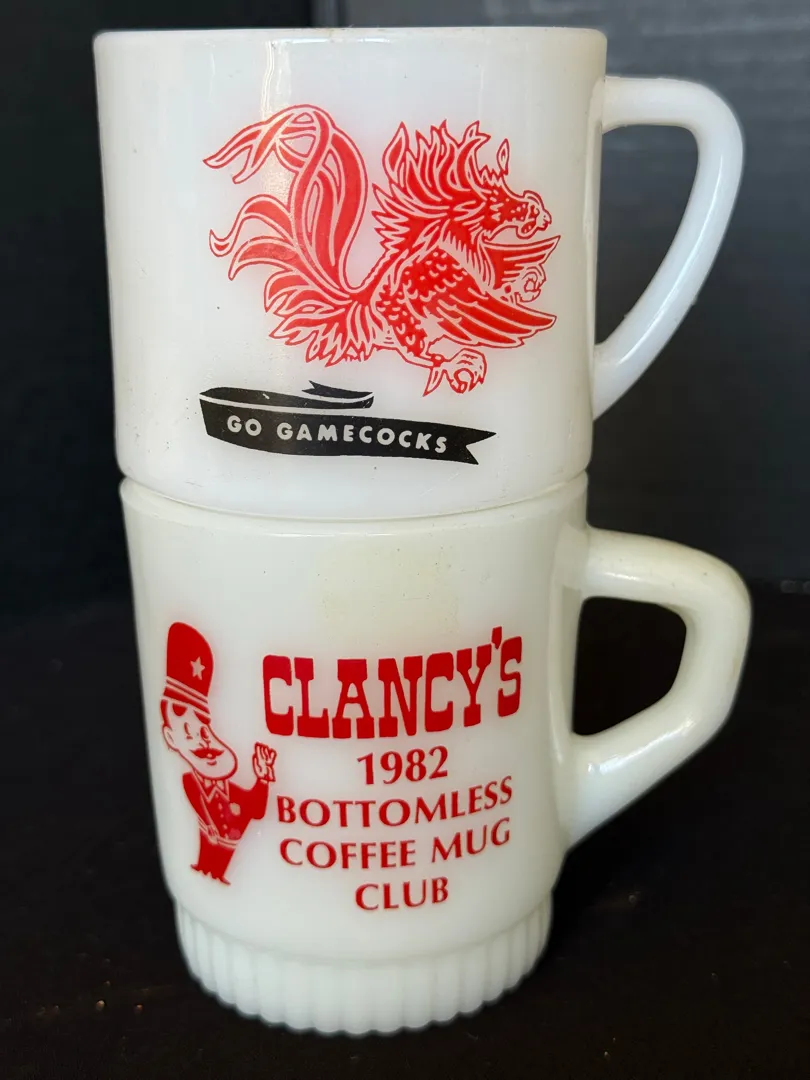 GO GAMECOCKS
CLANCY'S
1982
BOTTOMLESS
COFFEE MUG
CLUB